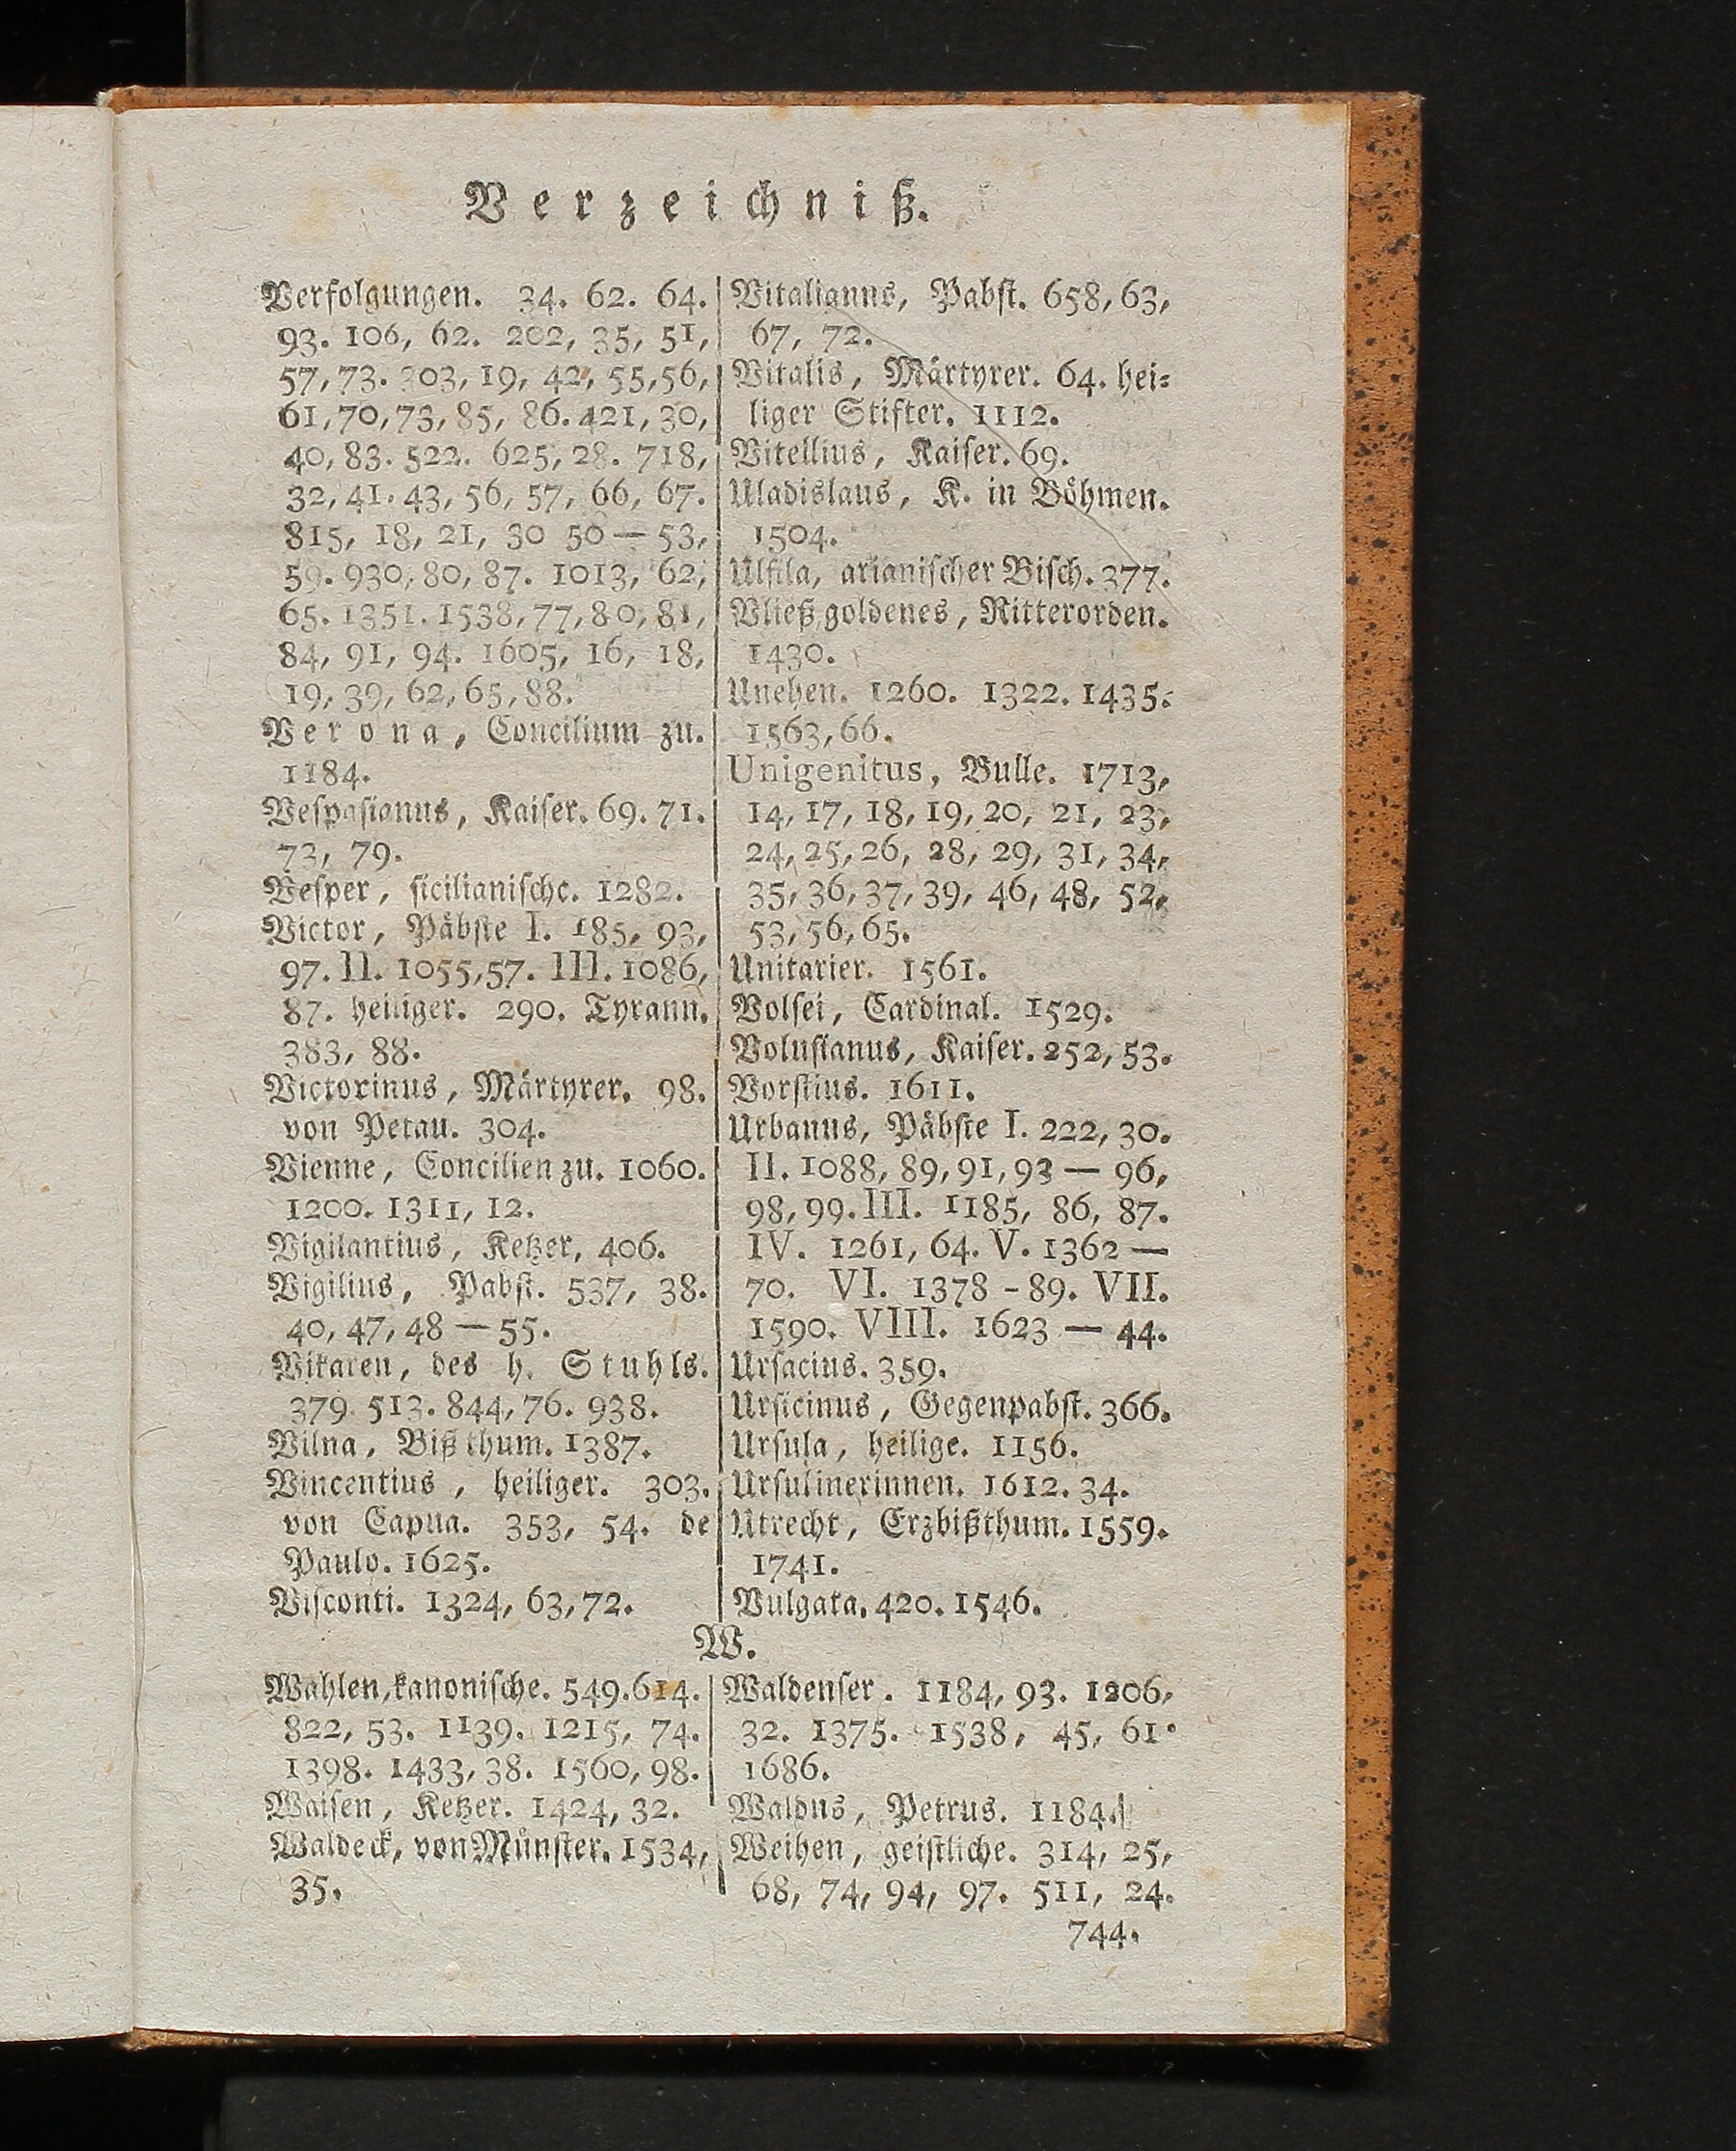 Verzeichniß.
Verfolgungen. 34. 62. 64.
93. 106, 62. 202, 35, 51,
57, 73. 303, 19, 42, 55, 56,
61, 70, 73, 85, 86. 421, 30,
40, 83. 522. 625, 28. 718,
32, 41. 43, 56, 57, 66, 67.
815, 18, 21, 30 50 — 53,
59. 930, 80, 87. 1013, 62,
65. 1351. 1538, 77, 80, 81,
84, 91, 94. 1605, 16, 18,
19, 39, 62, 65, 88.
Verona, Concilium zu.
1184.
Vespasianus, Kaiser. 69. 71.
73, 79.
Vesper, sicilianische. 1282.
Victor, Päbste I. 185, 93,
97. II. 1055, 57. III. 1086,
87. heiliger. 290. Tyrann.
383, 88.
Victorinus, Märtyrer. 98.
von Petau. 304.
Vienne, Concilien zu. 1060.
1200. 1311, 12.
Vigilantius, Ketzer, 406.
Vigilius, Pabst. 537, 38.
40, 47, 48 — 55.
Vikaren, des h. Stuhls.
379. 513. 844, 76. 938.
Vilna, Bißthum. 1387.
Vincentius, heiliger. 303.
von Capua. 353, 54. de
Paulo. 1625.
Visconti. 1324, 63, 72.
Vitalianns, Pabst. 658, 63,
67, 72.
Vitalis, Märtyrer. 64. hei-
liger Stifter. 1112.
Vitellius, Kaiser. 69.
Uladislaus, K. in Böhmen.
1504.
Ulfila, arianischer Bisch. 377.
Vließ goldenes, Ritterorden.
1430.
Unehen. 1260. 1322. 1435.
1563, 66.
Unigenitus, Bulle. 1713,
14, 17, 18, 19, 20, 21, 23,
24, 25, 26, 28, 29, 31, 34,
35, 36, 37, 39, 46, 48, 52,
53, 56, 65.
Unitarier. 1561.
Volsei, Cardinal. 1529.
Volusianus, Kaiser. 252, 53.
Vorstius. 1611.
Urbanus, Päbste I. 222, 30.
II. 1088, 89, 91, 93 — 96,
98, 99. III. 1185, 86, 87.
IV. 1261, 64. V. 1362 —
70. VI. 1378 - 89. VII.
1590. VIII. 1623 — 44.
Ursacius. 359.
Ursicinus, Gegenpabst. 366.
Ursula, heilige. 1156.
Ursulinerinnen. 1612. 34.
Utrecht, Erzbißthum. 1559.
1741.
Vulgata. 420. 1546.
W.
Wahlen, kanonische. 549. 614.
822, 53. 1139. 1215, 74.
1398. 1433, 38. 1560, 98.
Waisen, Ketzer. 1424, 32.
Waldeck, von Münster. 1534,
35.
Waldenser. 1184, 93. 1206,
32. 1375. 1538, 45, 61.
1686.
Waldus, Petrus. 1184.
Weihen, geistliche. 314, 25,
68, 74, 94, 97. 511, 24.
744.